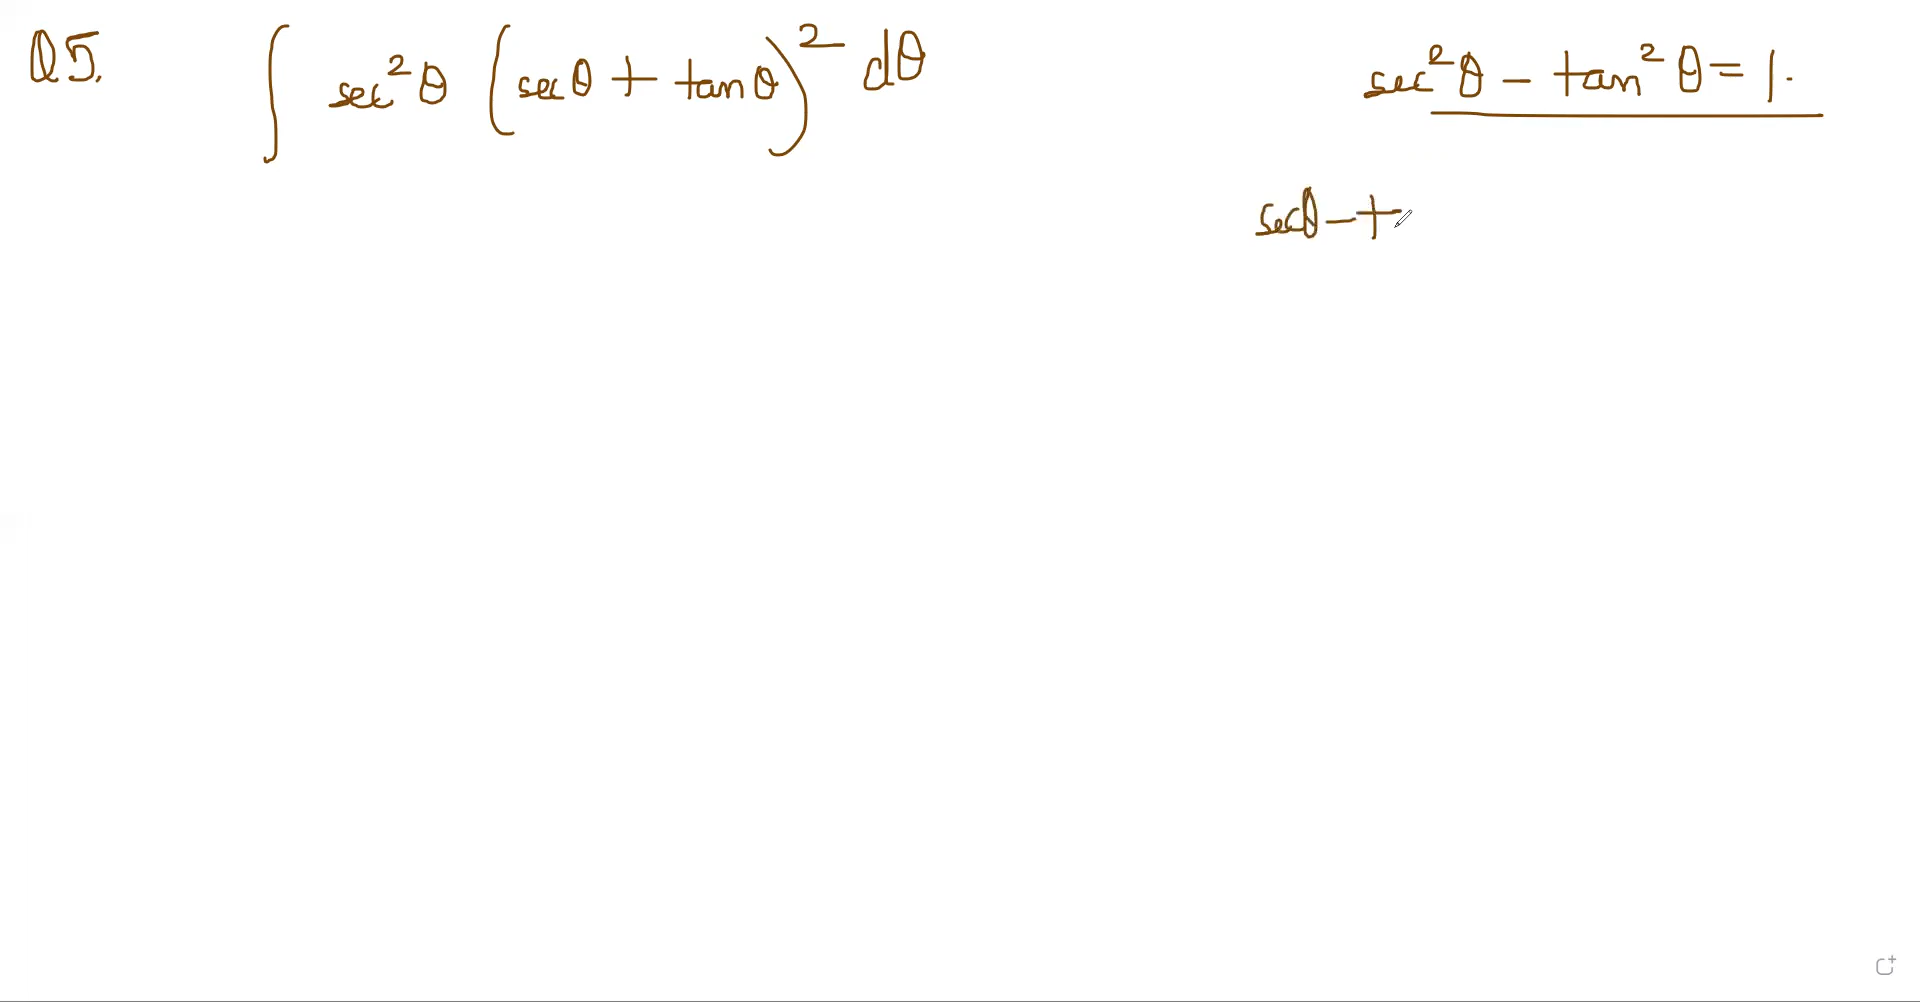 Q5. ∫ sec²θ (secθ + tanθ)² dθ
sec²θ - tan²θ = 1.
secθ - t